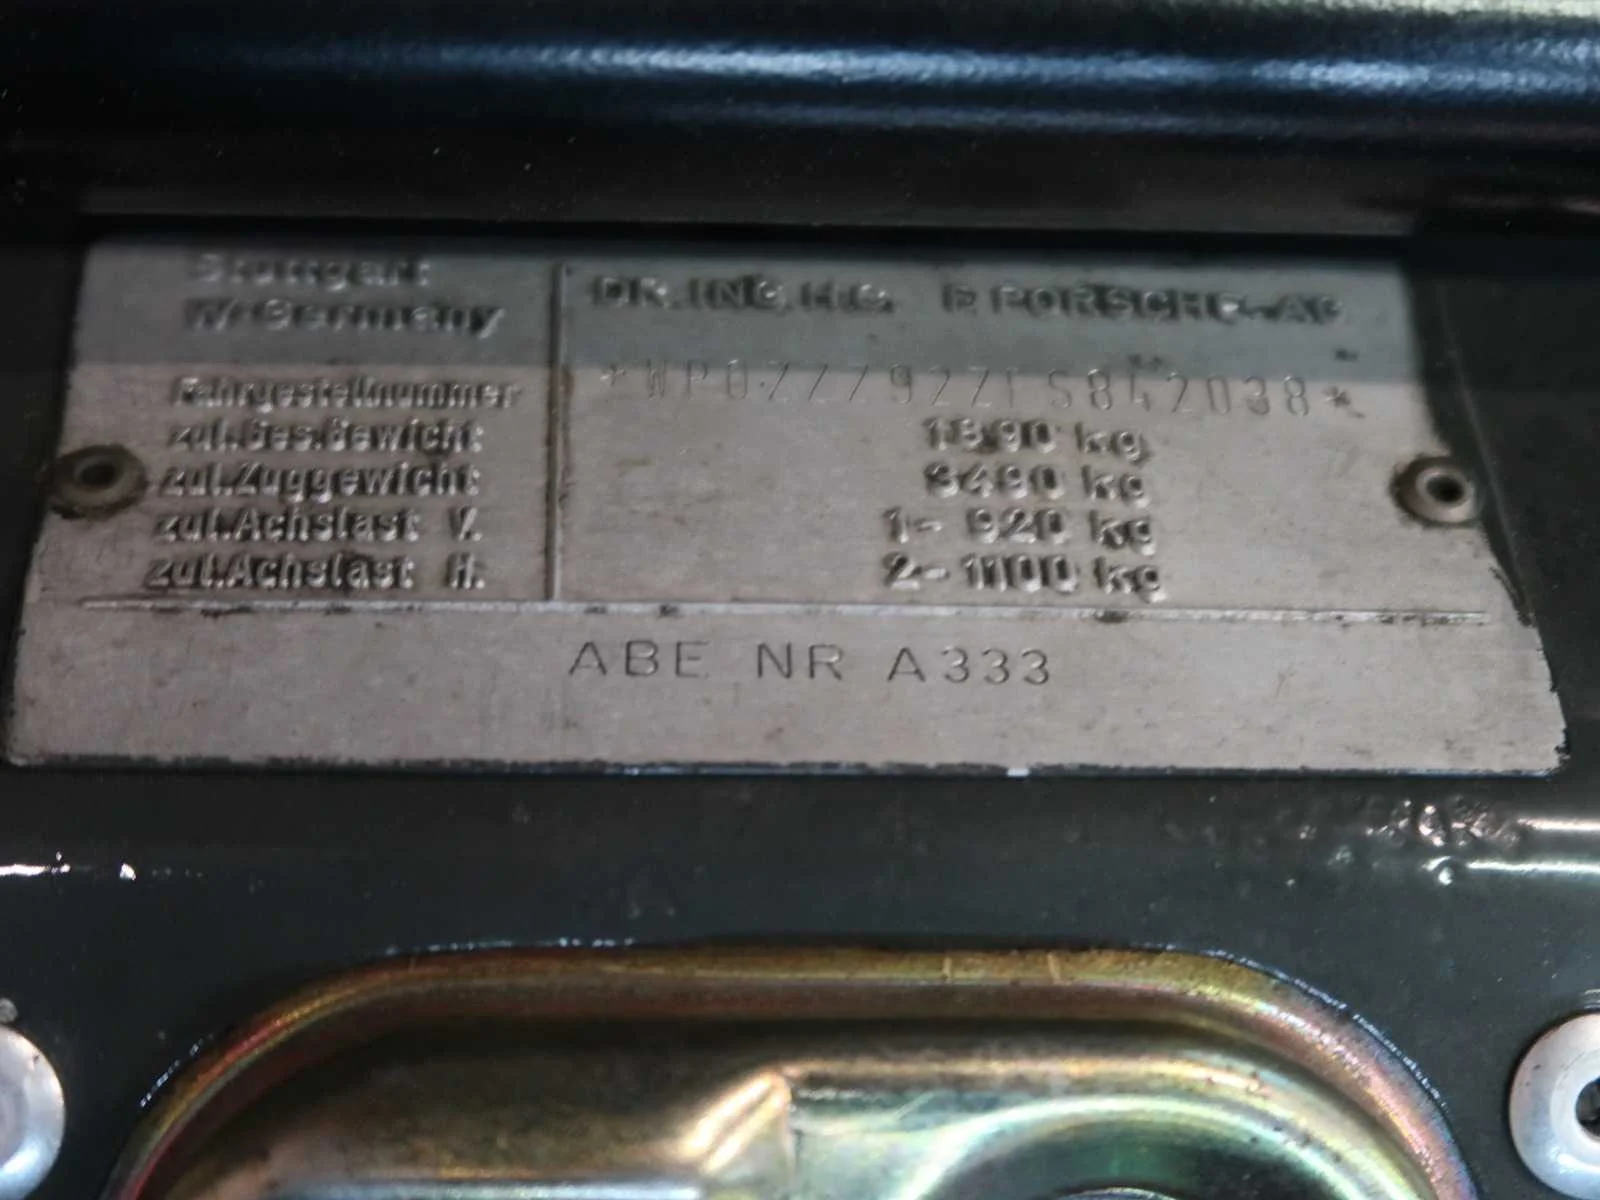 Stuttgart
W-Germany
DR.ING.H.C. F.PORSCHE-AG
Fahrgestellnummer *WP0ZZZ92ZFS842038*
zul.Ges.Gewicht 1890 kg
zul.Zuggewicht 3490 kg
zul.Achslast V. 1- 920 kg
zul.Achslast H. 2-1100 kg
ABE NR A333